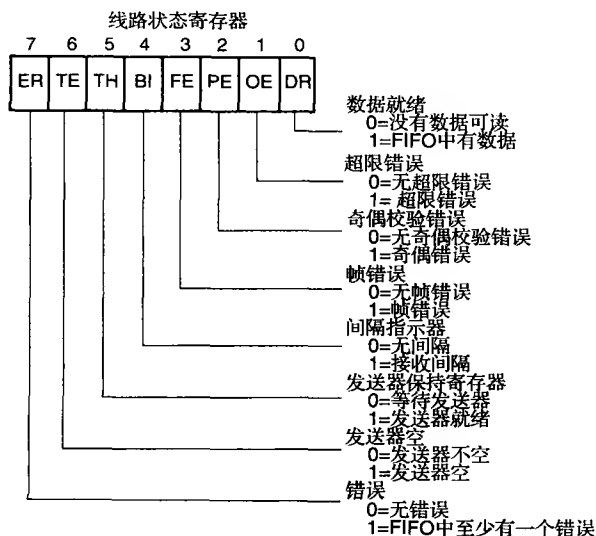 线路状态寄存器
7 6 5 4 3 2 1 0
ER TE TH BI FE PE OE DR
数据就绪
0=没有数据可读
1=FIFO中有数据
超限错误
0=无超限错误
1= 超限错误
奇偶校验错误
0=无奇偶校验错误
1=奇偶错误
帧错误
0=无帧错误
1=帧错误
间隔指示器
0=无间隔
1=接收间隔
发送器保持寄存器
0=等待发送器
1=发送器就绪
发送器空
0=发送器不空
1=发送器空
错误
0=无错误
1=FIFO中至少有一个错误